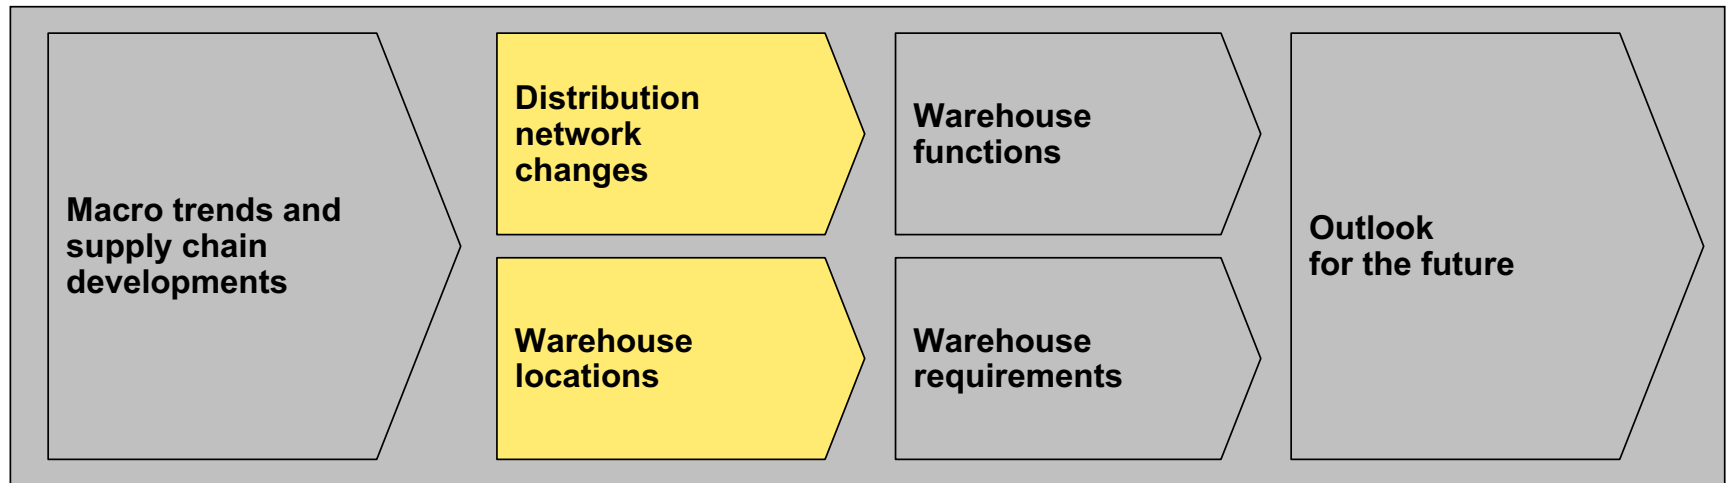 Macro trends and
supply chain
developments
Distribution
network
changes
Warehouse
locations
Warehouse
functions
Warehouse
requirements
Outlook
for the future